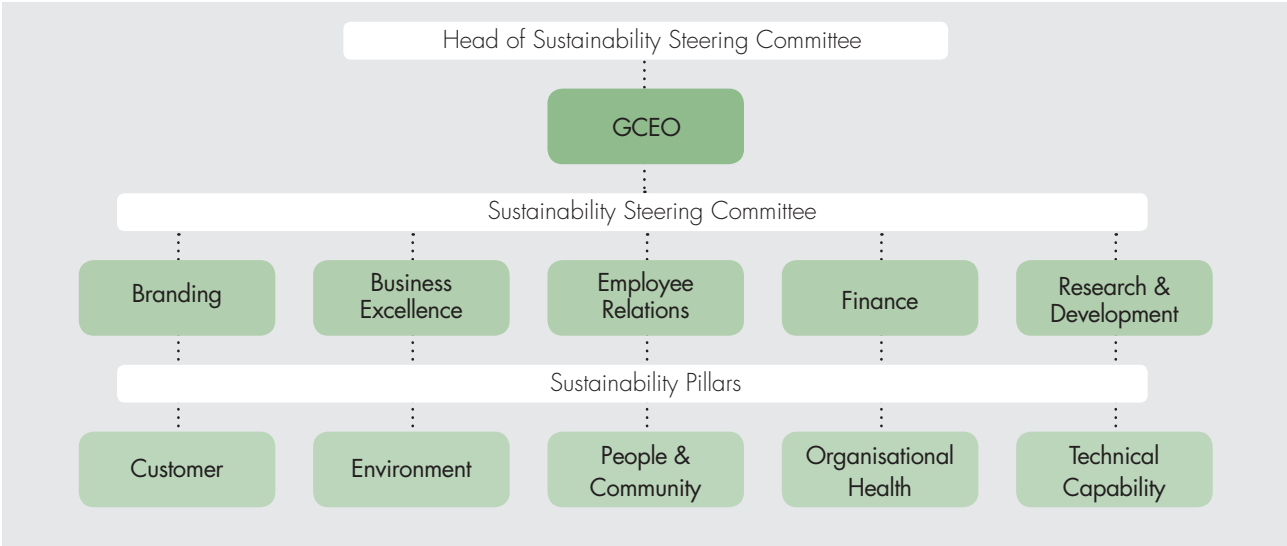 Head of Sustainability Steering Committee
GCEO
Sustainability Steering Committee
Branding
Business
Excellence
Employee
Relations
Finance
Research &
Development
Sustainability Pillars
Customer
Environment
People &
Community
Organisational
Health
Technical
Capability